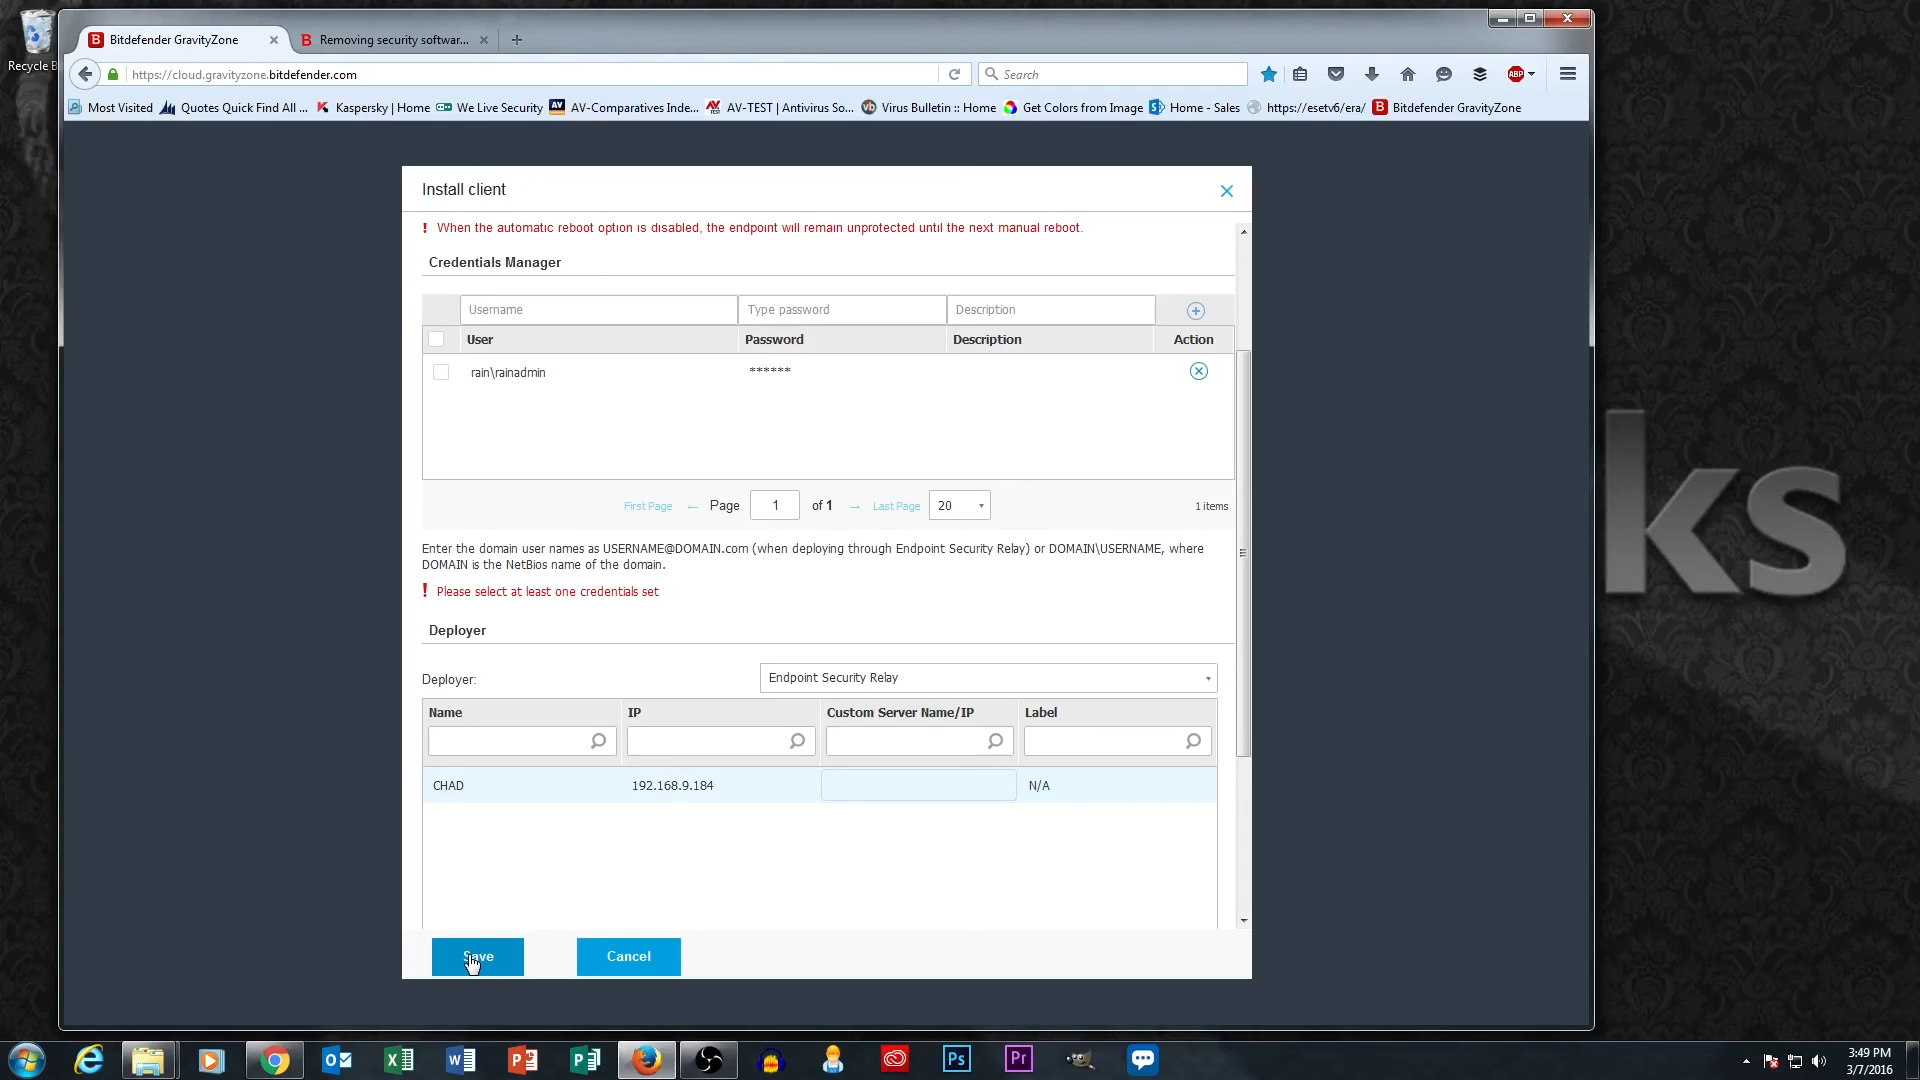 Recycle B
Bitdefender GravityZone
Removing security softwar...
https://cloud.gravityzone.bitdefender.com
Search
ABP
Most Visited
Quotes Quick Find All ...
Kaspersky | Home
We Live Security
AV-Comparatives Inde...
AV-TEST | Antivirus So...
Virus Bulletin :: Home
Get Colors from Image
Home - Sales
https://esetv6/era/
Bitdefender GravityZone
Install client
! When the automatic reboot option is disabled, the endpoint will remain unprotected until the next manual reboot.
Credentials Manager
Username Type password Description
User Password Description Action
rain\rainadmin ******
First Page ← Page 1 of 1 → Last Page 20 1 items
Enter the domain user names as USERNAME@DOMAIN.com (when deploying through Endpoint Security Relay) or DOMAIN\USERNAME, where
DOMAIN is the NetBios name of the domain.
! Please select at least one credentials set
Deployer
Deployer: Endpoint Security Relay
Name IP Custom Server Name/IP Label
CHAD 192.168.9.184 N/A
Save Cancel
ks
Ps
Pr
3:49 PM
3/7/2016